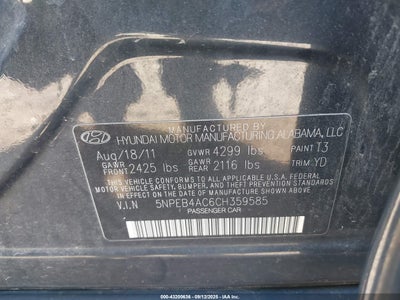 MANUFACTURED BY
HYUNDAI MOTOR MANUFACTURING ALABAMA, LLC
Aug/18/11 GVWR 4299 lbs PAINT T3
GAWR FRONT 2425 lbs GAWR REAR 2116 lbs TRIM YD
THIS VEHICLE CONFORMS TO ALL APPLICABLE U.S.A. FEDERAL
MOTOR VEHICLE SAFETY, BUMPER, AND THEFT PREVENTION
STANDARDS IN EFFECT ON THE DATE OF MANUFACTURE SHOWN ABOVE
V.I.N 5NPEB4AC6CH359585
PASSENGER CAR
000-43200636 - 09/13/2025 - IAAI.COM